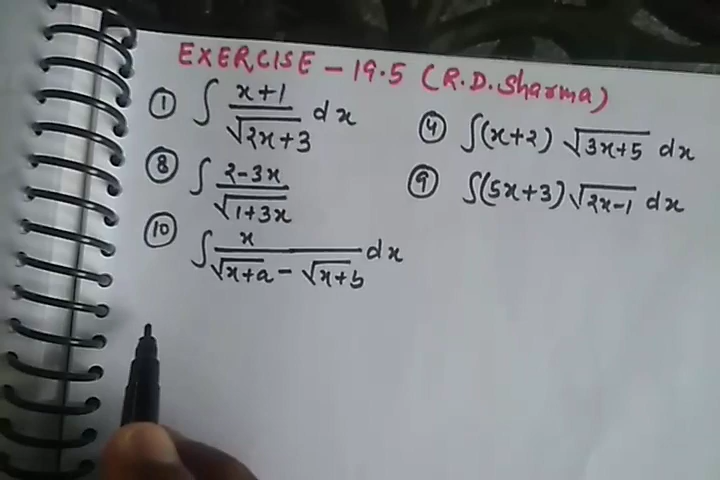 EXERCISE - 19.5 (R.D. Sharma)
① ∫ (x+1)/√(2x+3) dx
④ ∫(x+2) √(3x+5) dx
⑧ ∫ (2-3x)/√(1+3x)
⑨ ∫(5x+3)√(2x-1) dx
⑩ ∫ x/(√(x+a) - √(x+b)) dx